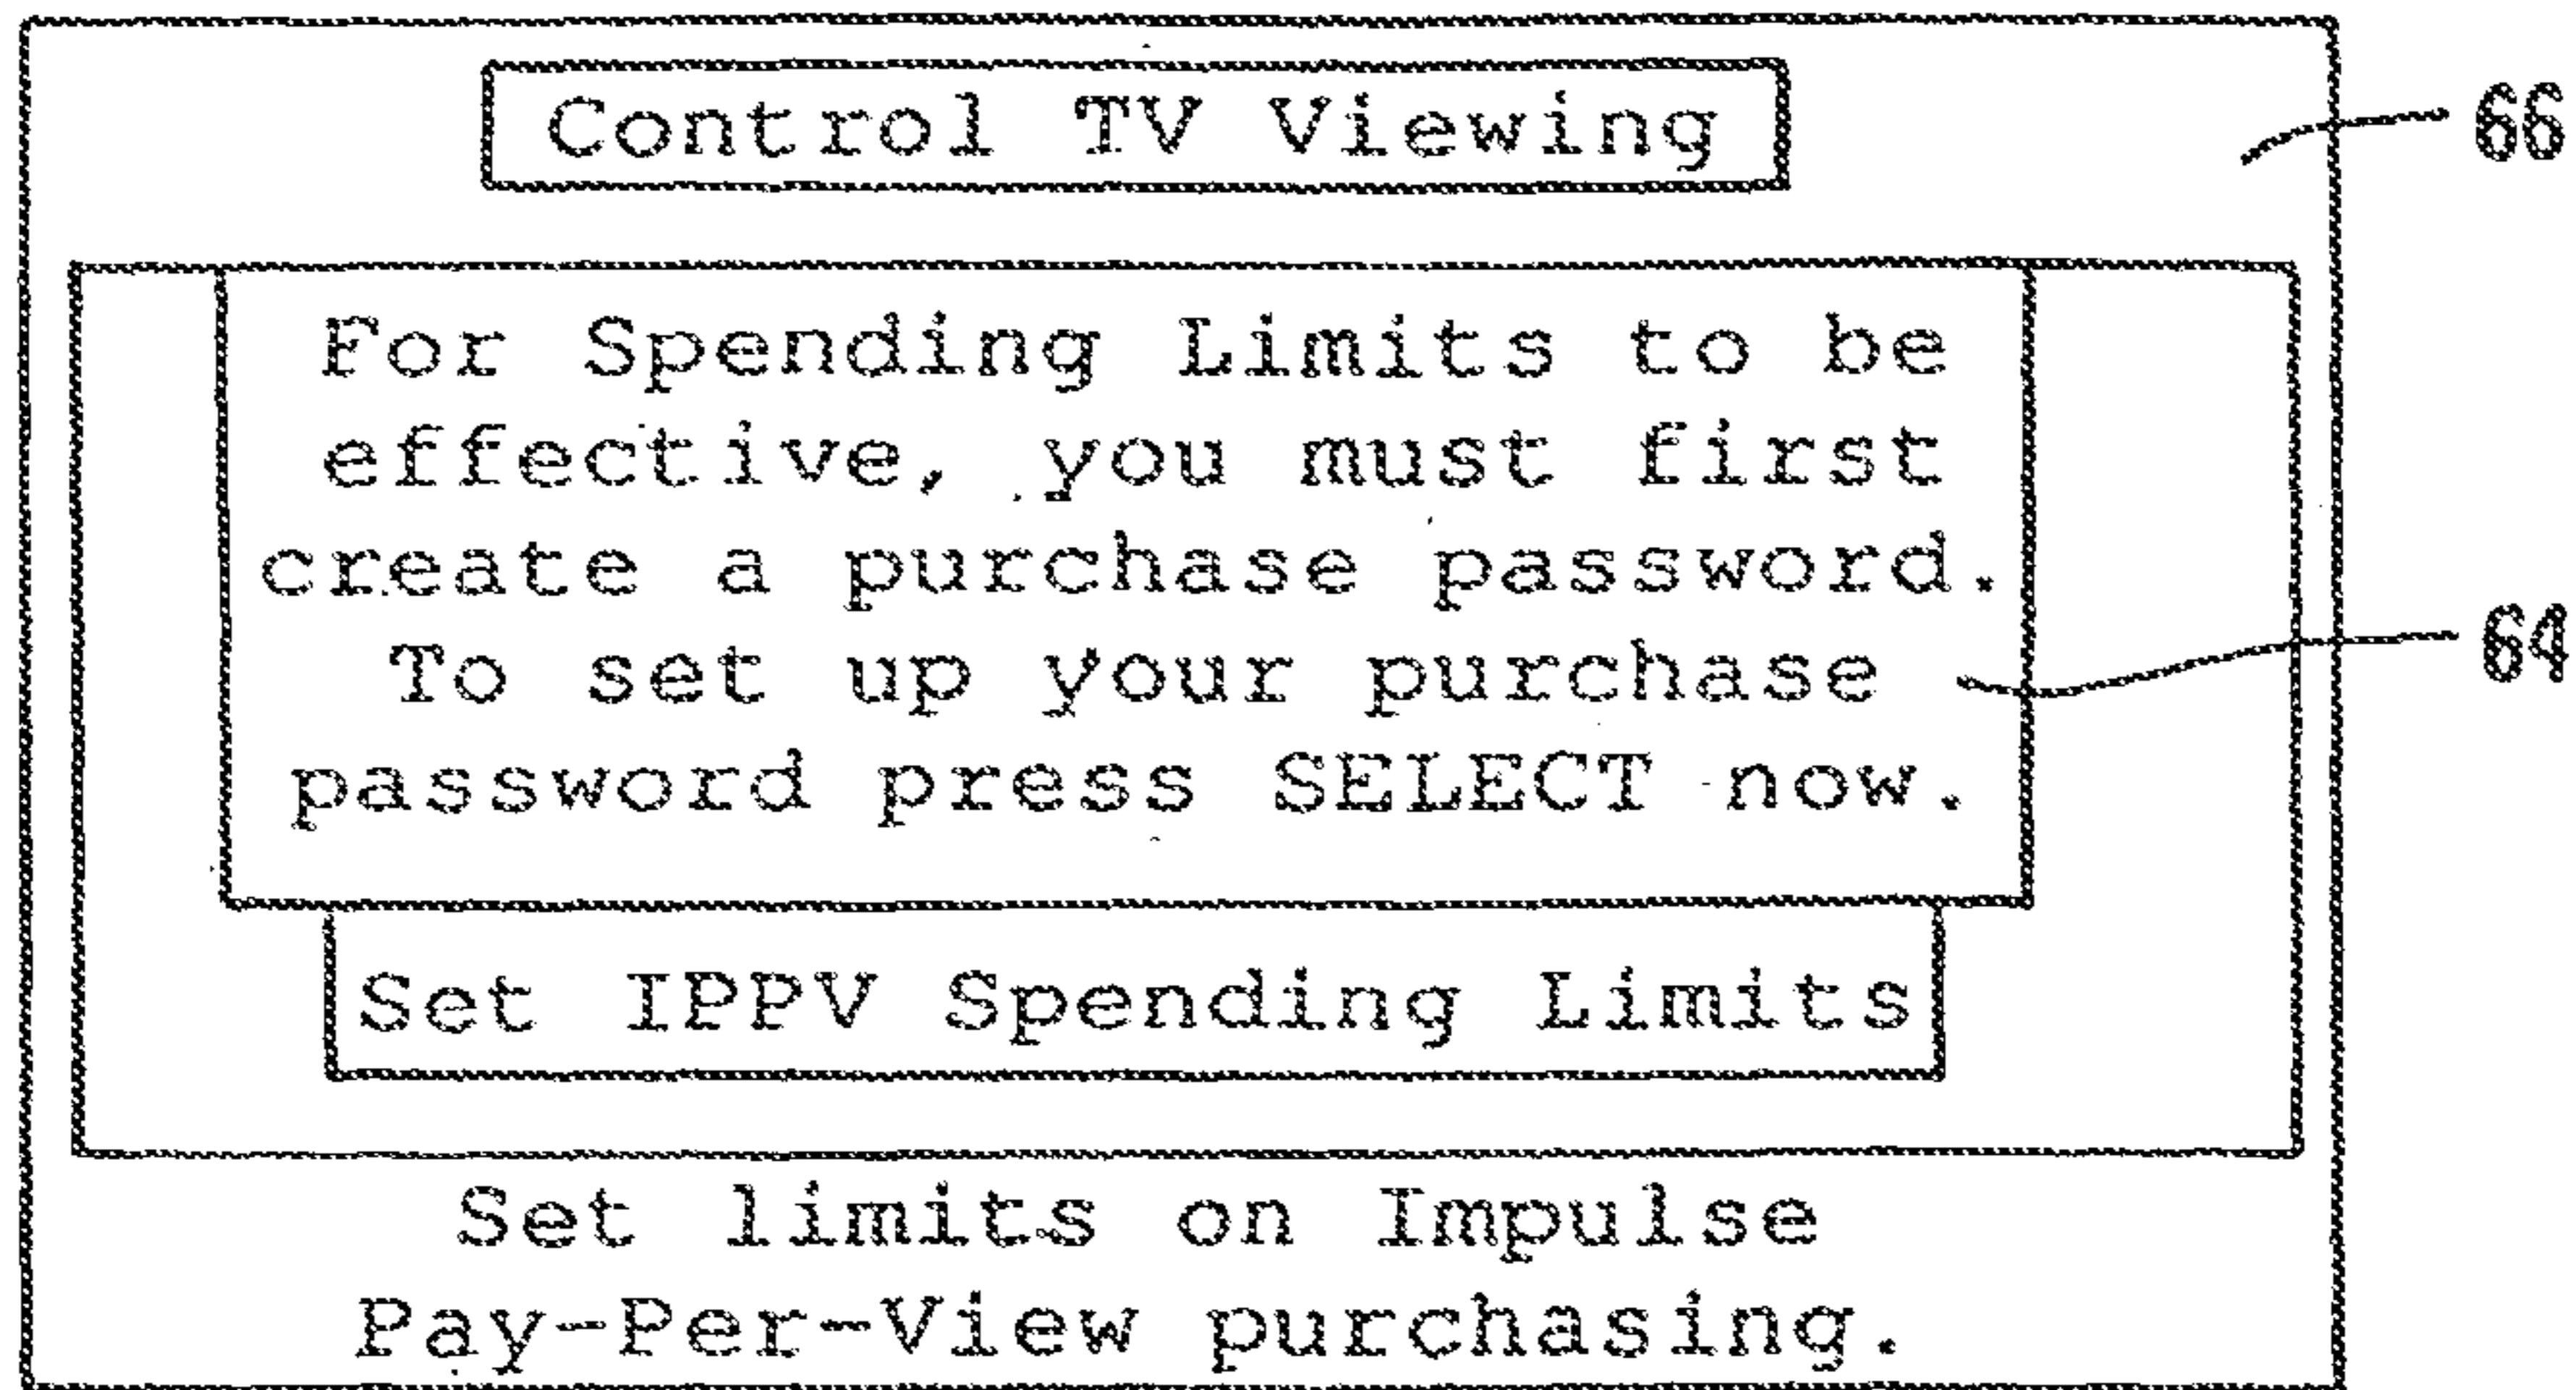 Control TV Viewing
66
For Spending Limits to be
effective, you must first
create a purchase password.
To set up your purchase
password press SELECT now.
64
Set IPPV Spending Limits
Set limits on Impulse
Pay-Per-View purchasing.